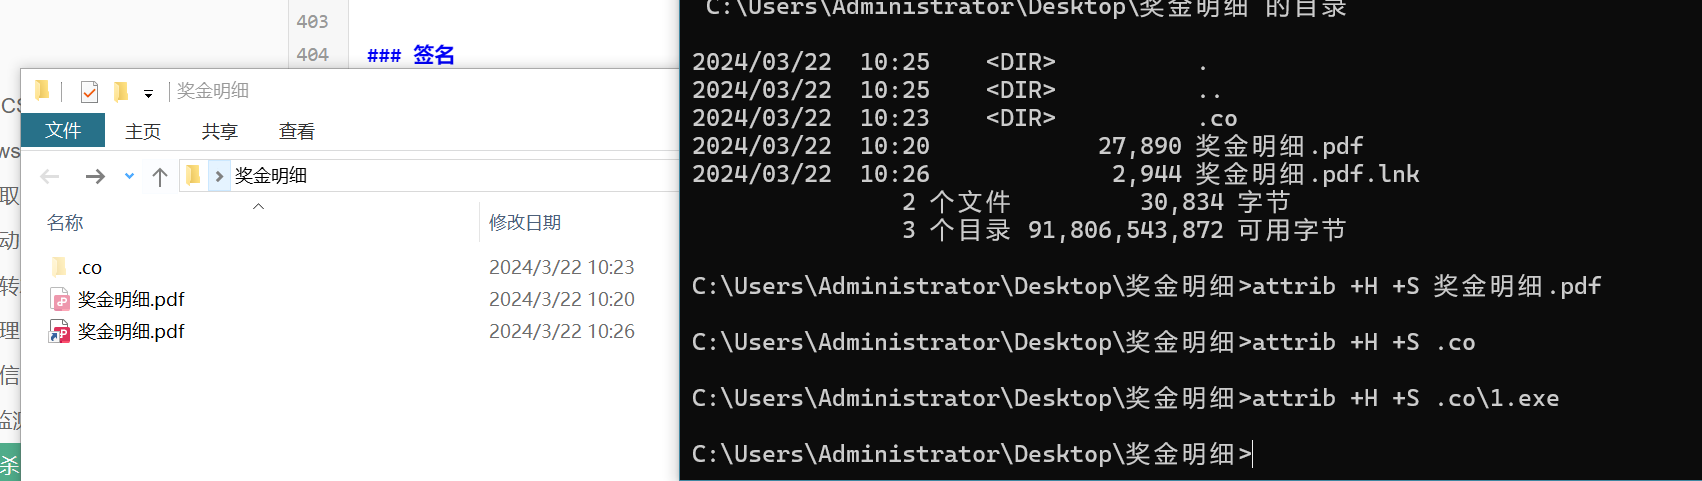 403
404
### 签名
CS
ws
取
动
转
理
信
监测
杀
奖金明细
文件 主页 共享 查看
奖金明细
名称 修改日期
.co 2024/3/22 10:23
奖金明细.pdf 2024/3/22 10:20
奖金明细.pdf 2024/3/22 10:26
C:\Users\Administrator\Desktop\奖金明细 的目录
2024/03/22 10:25 <DIR> .
2024/03/22 10:25 <DIR> ..
2024/03/22 10:23 <DIR> .co
2024/03/22 10:20 27,890 奖金明细.pdf
2024/03/22 10:26 2,944 奖金明细.pdf.lnk
2 个文件 30,834 字节
3 个目录 91,806,543,872 可用字节
C:\Users\Administrator\Desktop\奖金明细>attrib +H +S 奖金明细.pdf
C:\Users\Administrator\Desktop\奖金明细>attrib +H +S .co
C:\Users\Administrator\Desktop\奖金明细>attrib +H +S .co\1.exe
C:\Users\Administrator\Desktop\奖金明细>